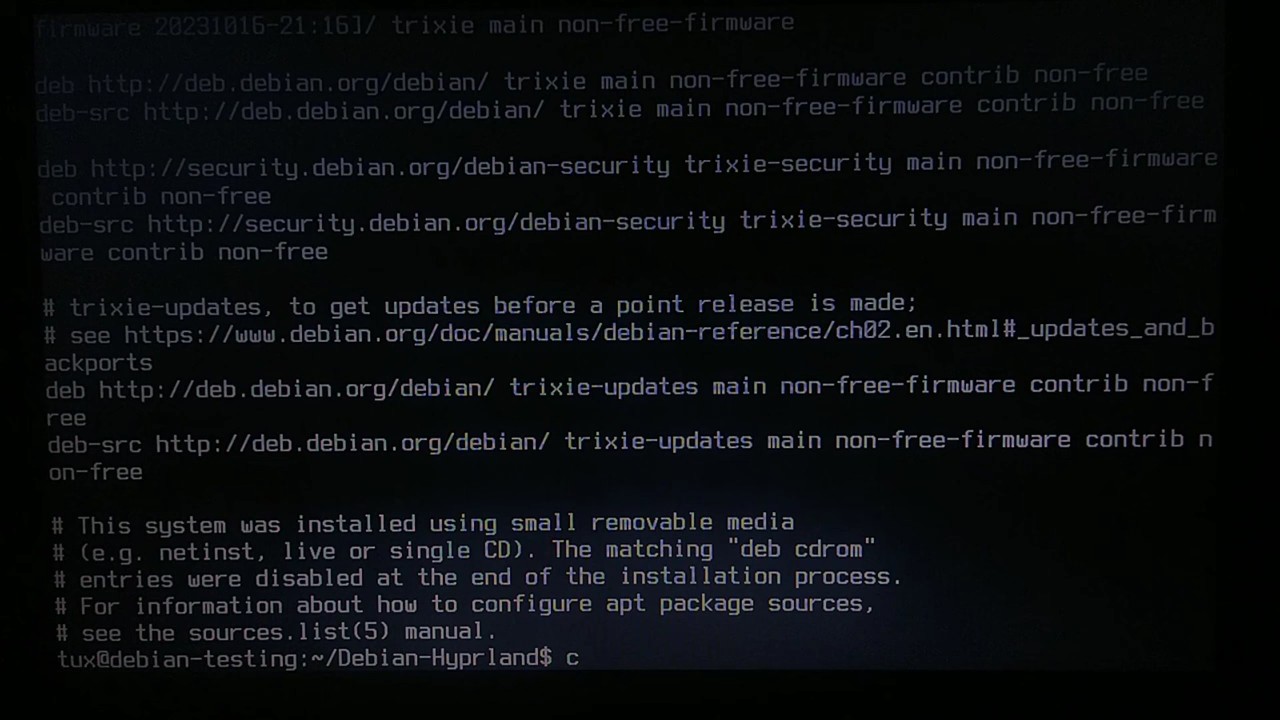 firmware 20231016-21:16]/ trixie main non-free-firmware
deb http://deb.debian.org/debian/ trixie main non-free-firmware contrib non-free
deb-src http://deb.debian.org/debian/ trixie main non-free-firmware contrib non-free
deb http://security.debian.org/debian-security trixie-security main non-free-firmware
contrib non-free
deb-src http://security.debian.org/debian-security trixie-security main non-free-firm
ware contrib non-free
# trixie-updates, to get updates before a point release is made;
# see https://www.debian.org/doc/manuals/debian-reference/ch02.en.html#_updates_and_b
ackports
deb http://deb.debian.org/debian/ trixie-updates main non-free-firmware contrib non-f
ree
deb-src http://deb.debian.org/debian/ trixie-updates main non-free-firmware contrib n
on-free
# This system was installed using small removable media
# (e.g. netinst, live or single CD). The matching "deb cdrom"
# entries were disabled at the end of the installation process.
# For information about how to configure apt package sources,
# see the sources.list(5) manual.
tux@debian-testing:~/Debian-Hyprland$ c